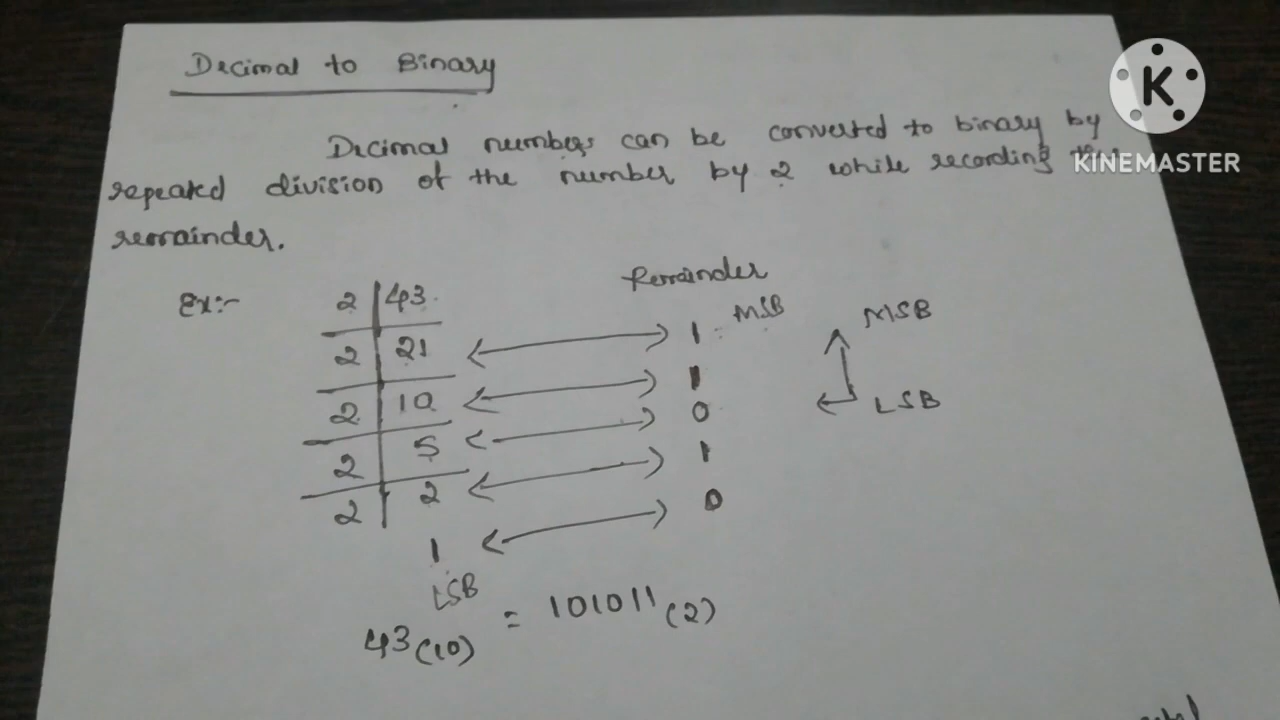 Decimal to Binary
K
Decimal numbers can be converted to binary by
KINEMASTER
repeated division of the number by 2 while recording
remainder.
Ex:-
Remainder
2 | 43
1 MSB
MSB
2 | 21
1
2 | 10
0
LSB
2 | 5
1
2 | 2
0
1
LSB
43(10) = 101011(2)